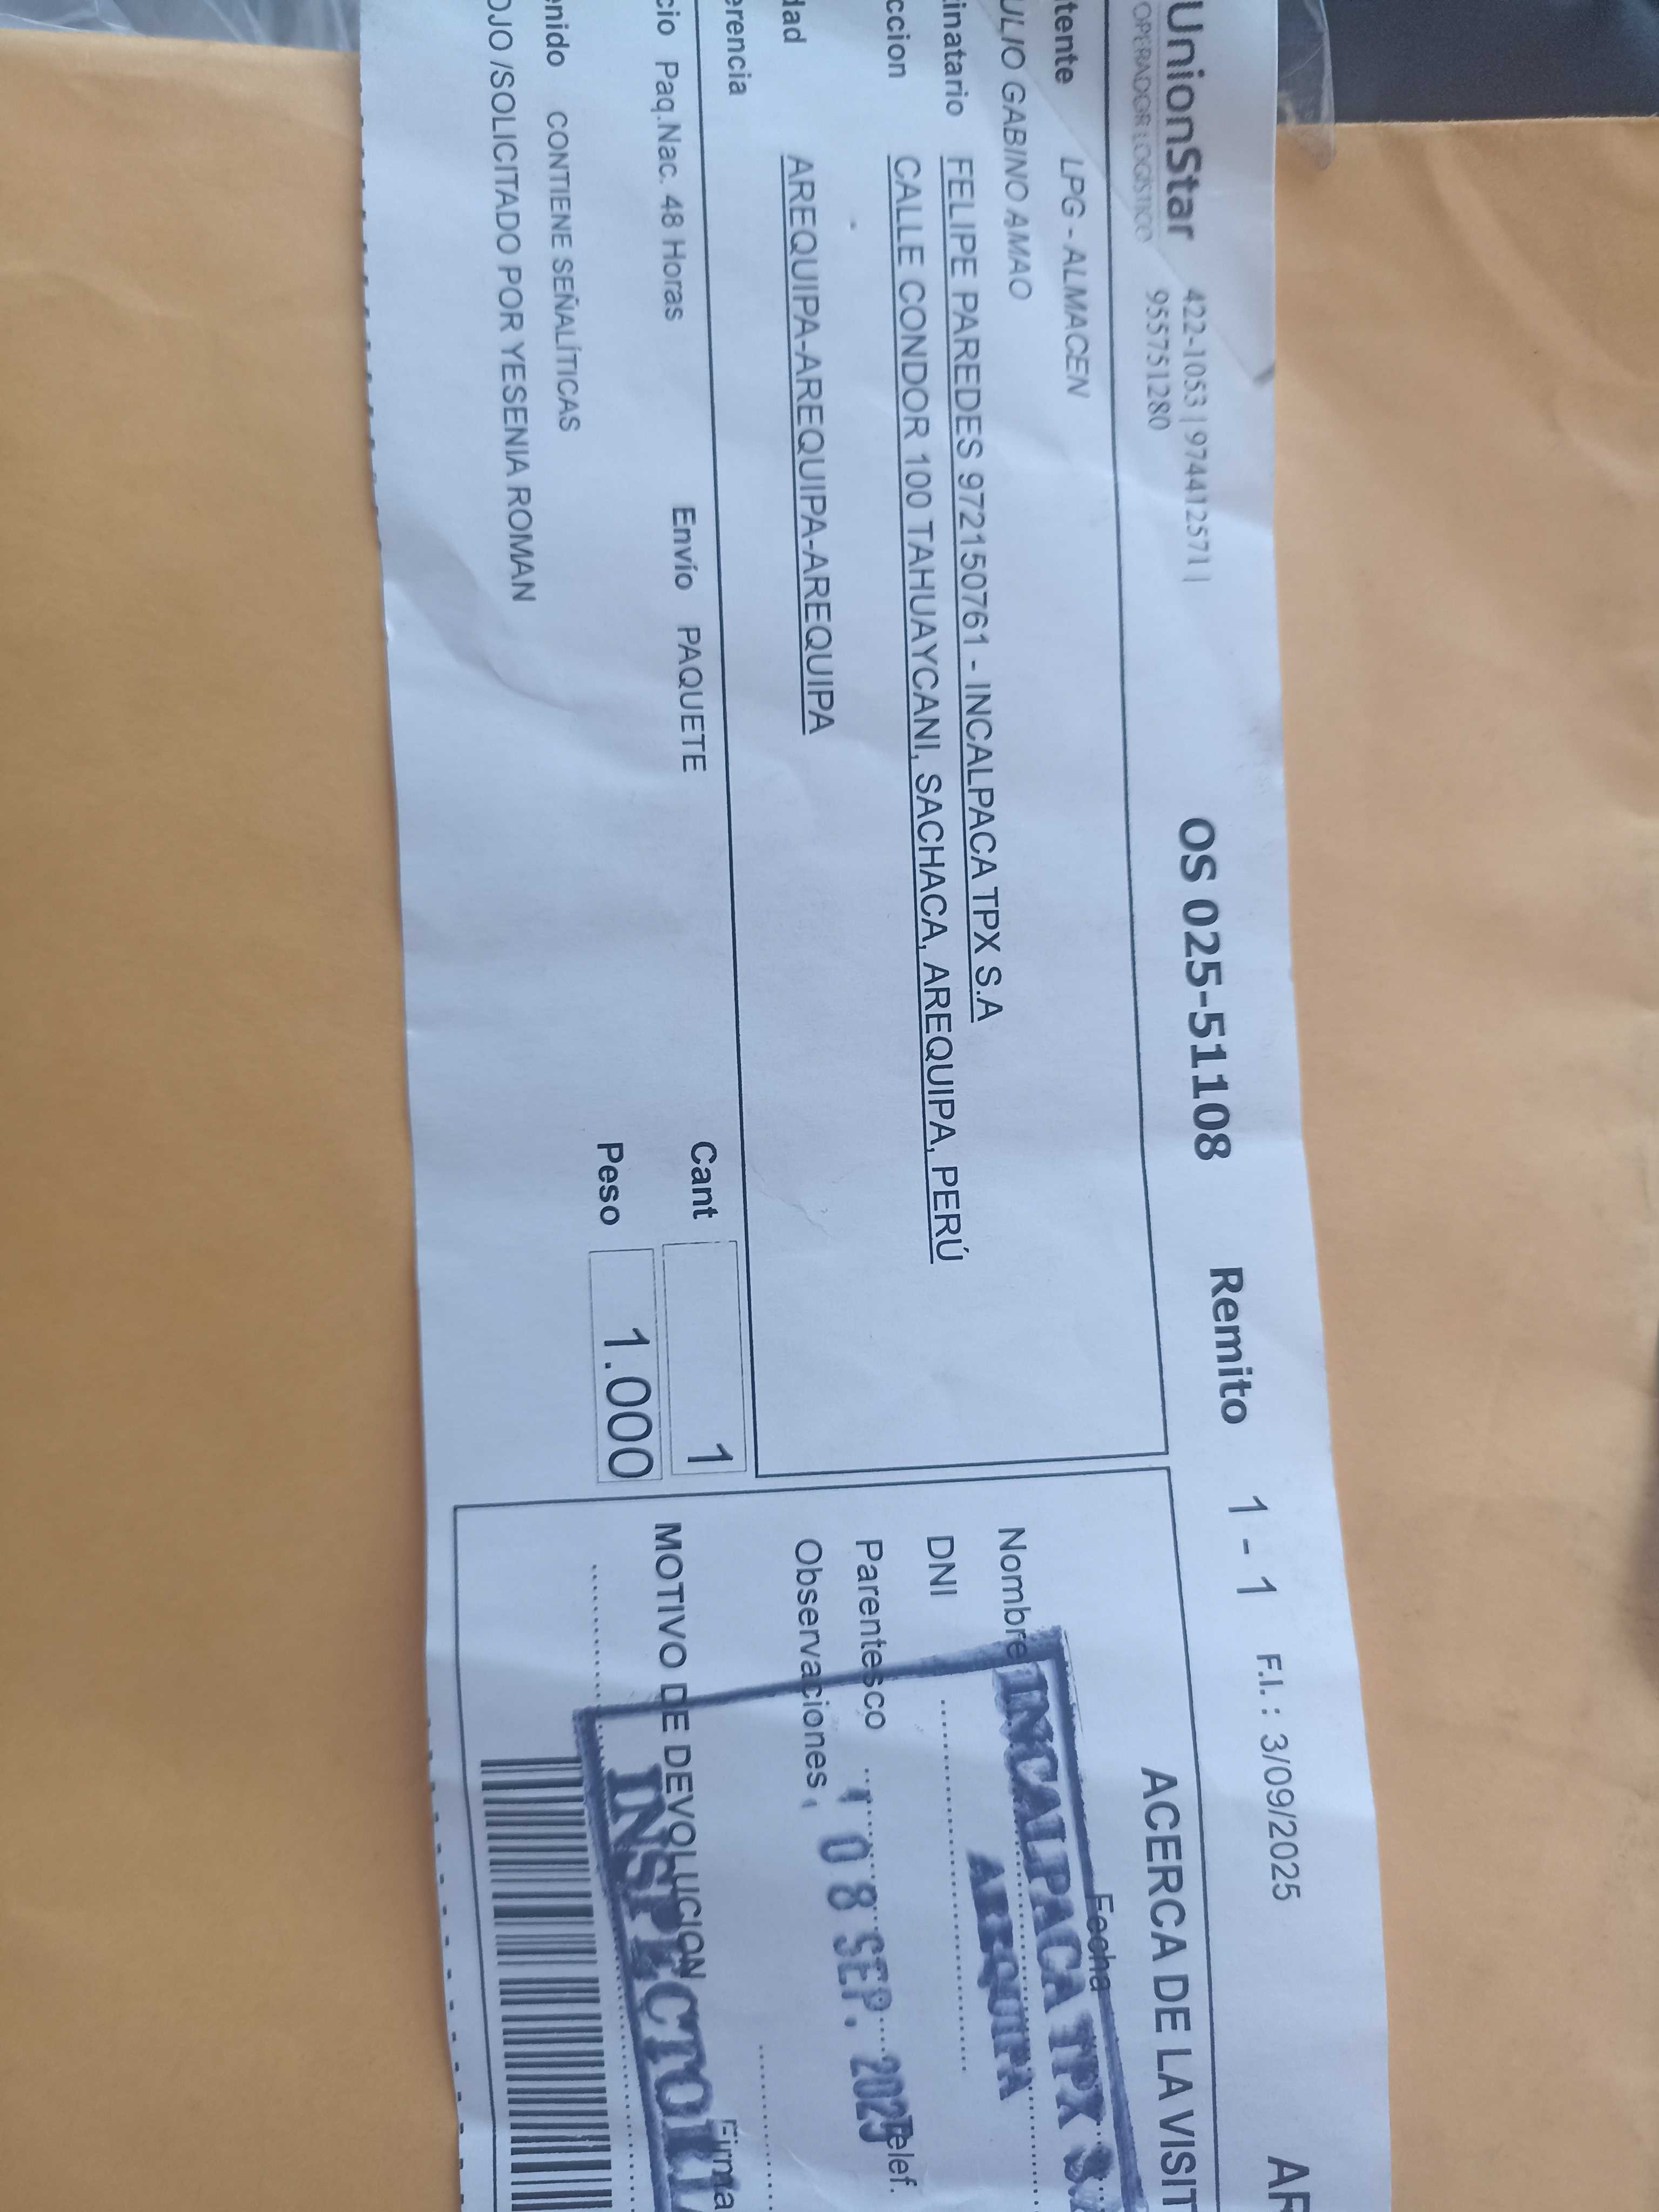 UnionStar 422-1053 | 974412571 |
OPERADOR LOGISTICO 955751280
OS 025-51108 Remito 1 - 1 F.I. : 3/09/2025 AR
tente LPG - ALMACEN
ULIO GABINO AMAO
inatario FELIPE PAREDES 972150761 - INCALPACA TPX S.A
ccion CALLE CONDOR 100 TAHUAYCANI, SACHACA, AREQUIPA, PERÚ
dad AREQUIPA-AREQUIPA-AREQUIPA
erencia
cio Paq.Nac. 48 Horas Envío PAQUETE Cant 1
enido CONTIENE SEÑALÍTICAS Peso 1.000
OJO /SOLICITADO POR YESENIA ROMAN
ACERCA DE LA VISIT
Fecha
Nombre
INCALPACA TPX S.
DNI
AREQUIPA
Parentesco Telef.
Observaciones
08 SEP. 2025
MOTIVO DE DEVOLUCION Firma